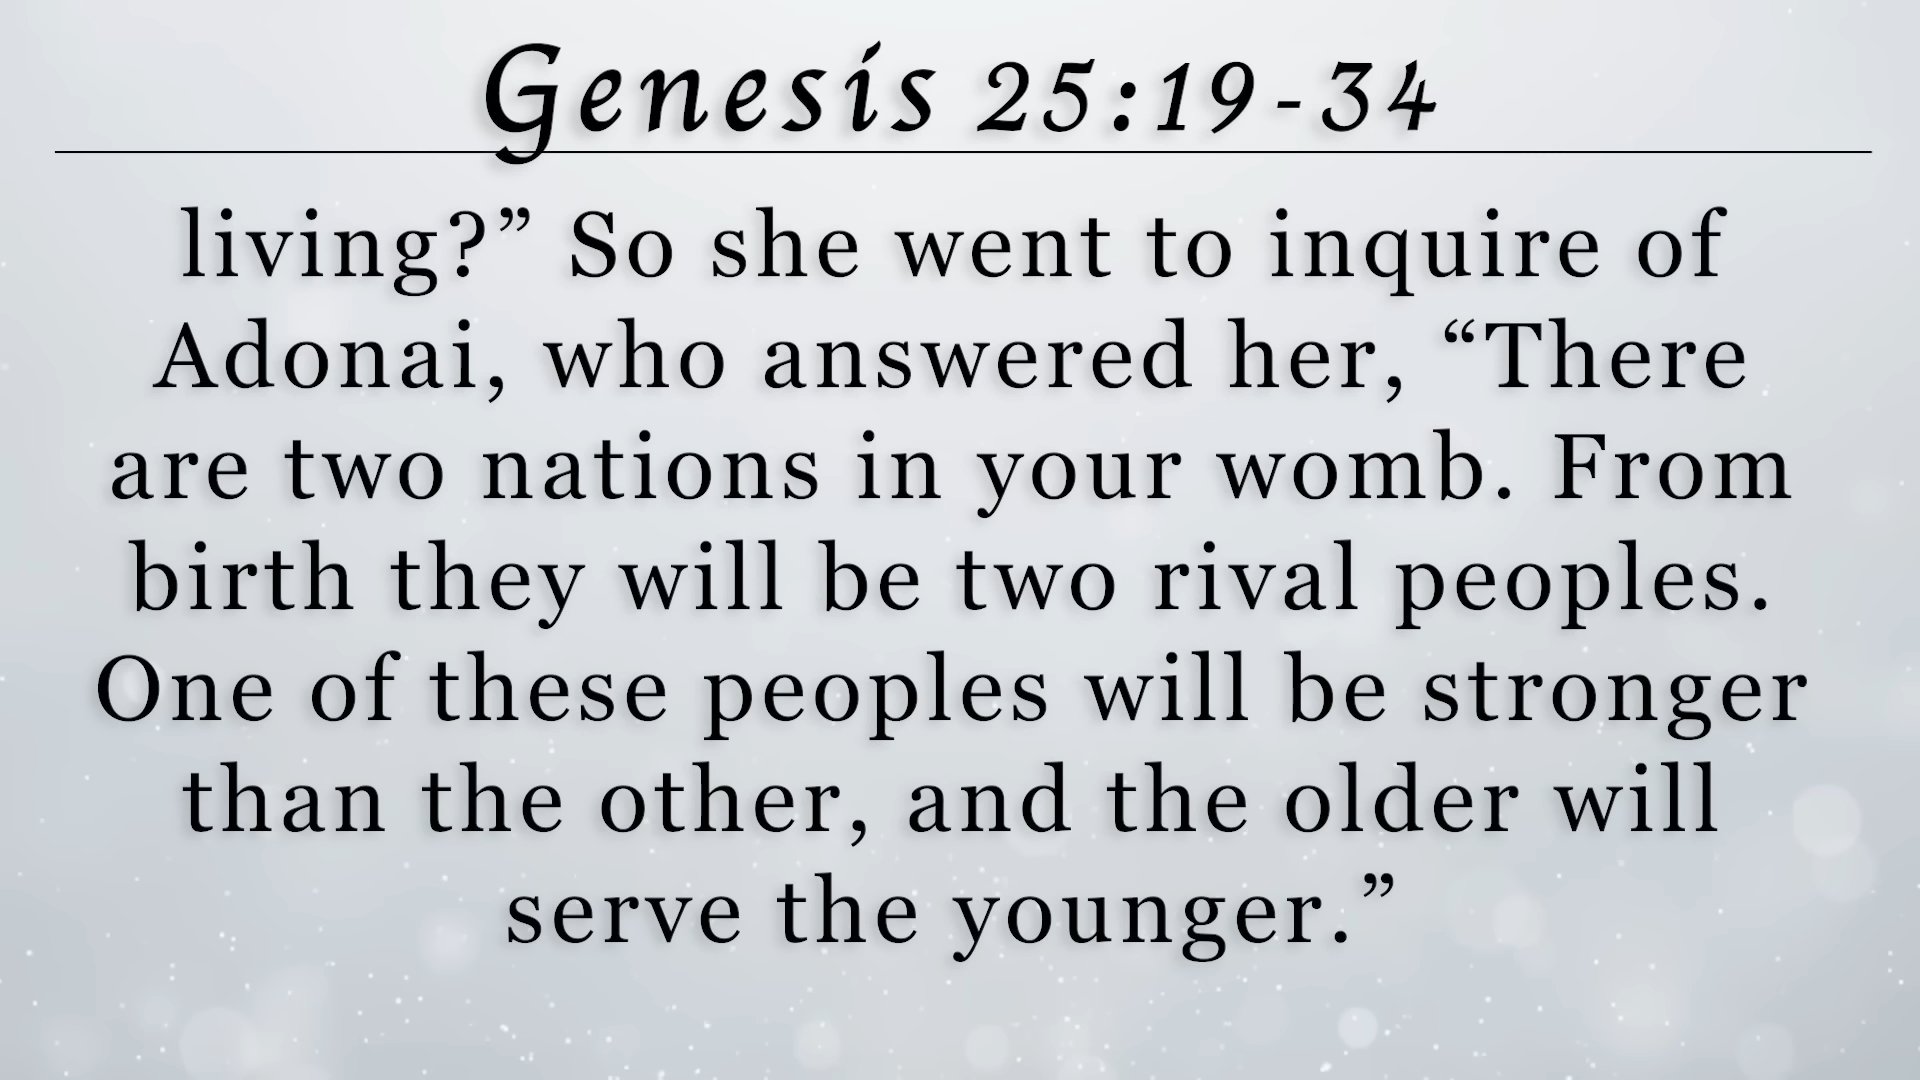 Genesis 25:19-34
living?” So she went to inquire of
Adonai, who answered her, “There
are two nations in your womb. From
birth they will be two rival peoples.
One of these peoples will be stronger
than the other, and the older will
serve the younger.”